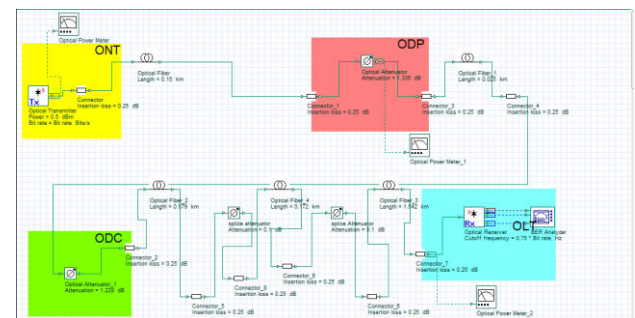 ONT
Optical Power Meter
Optical Fiber
Length = 0.15 km
Tx
Optical Transmitter
Power = 0.5 dBm
Bit rate = Bit rate Bits/s
Connector
Insertion loss = 0.25 dB
ODP
Optical Attenuator
Attenuation = 1.335 dB
Connector_1
Insertion loss = 0.25 dB
Connector_3
Insertion loss = 0.25 dB
Optical Fiber_1
Length = 0.025 km
Connector_4
Insertion loss = 0.25 dB
Optical Power Meter_1
Optical Fiber_2
Length = 0.575 km
splice attenuator
Attenuation = 0.1 dB
Optical Fiber_4
Length = 0.172 km
splice attenuator
Attenuation = 0.1 dB
Optical Fiber_3
Length = 1.642 km
ODC
Optical Attenuator_1
Attenuation = 1.228 dB
Connector_2
Insertion loss = 0.25 dB
Connector_5
Insertion loss = 0.25 dB
Connector_8
Insertion loss = 0.25 dB
Connector_9
Insertion loss = 0.25 dB
Connector_6
Insertion loss = 0.25 dB
Connector_7
Insertion loss = 0.25 dB
OLT
Rx
Optical Receiver
Cutoff frequency = 0.75 * Bit rate Hz
BER Analyzer
Optical Power Meter_2